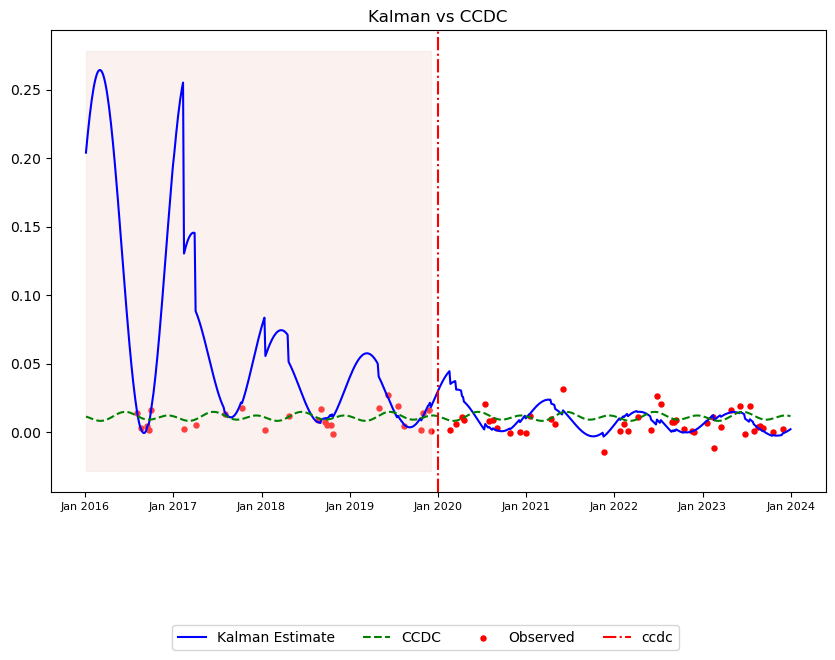 Kalman vs CCDC
0.25
0.20
0.15
0.10
0.05
0.00
Jan 2016 Jan 2017 Jan 2018 Jan 2019 Jan 2020 Jan 2021 Jan 2022 Jan 2023 Jan 2024
Kalman Estimate CCDC Observed ccdc